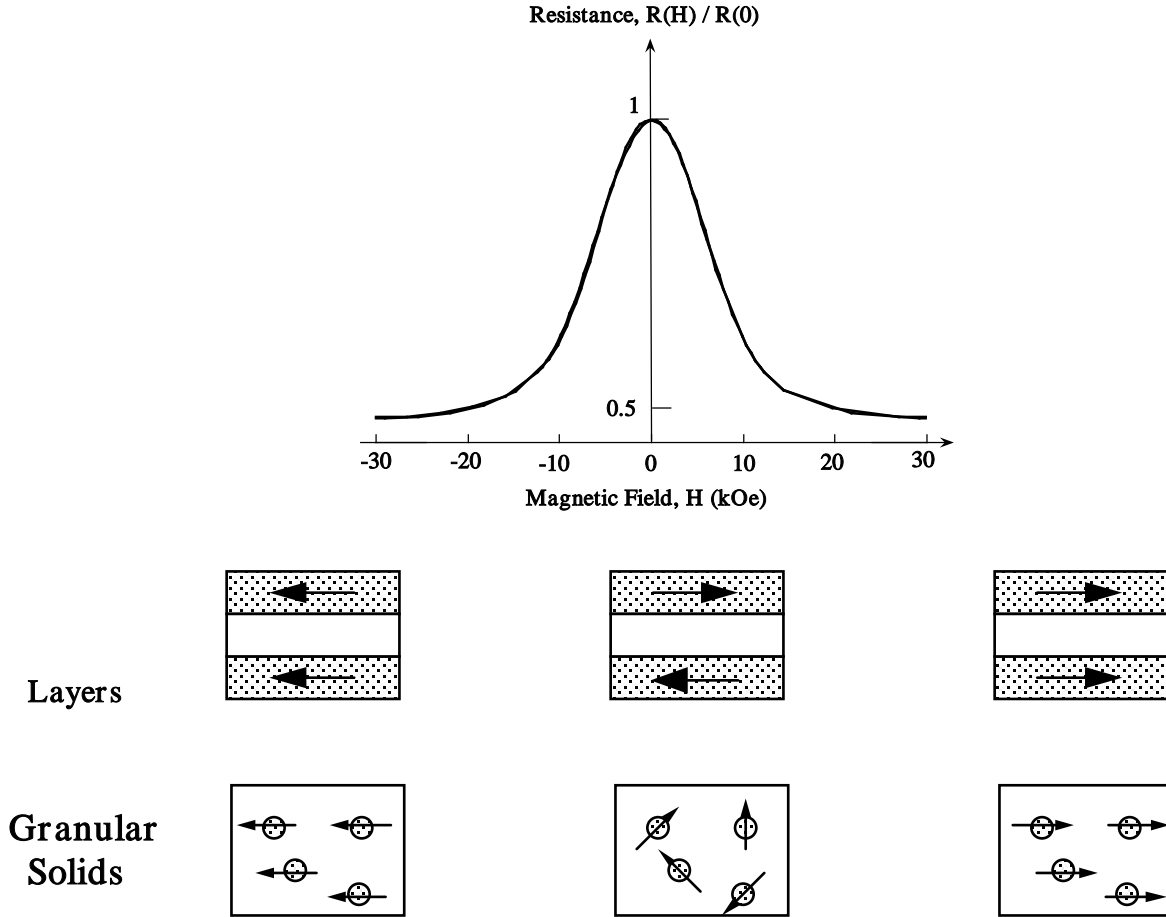 Resistance, R(H) / R(0)
1
0.5
-30 -20 -10 0 10 20 30
Magnetic Field, H (kOe)
Layers
Granular
Solids